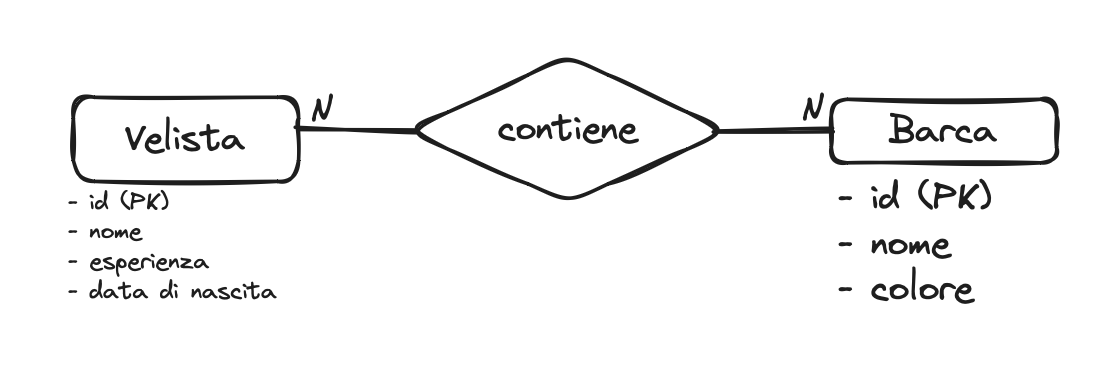 Velista
N
contiene
N
Barca
- id (PK)
- nome
- esperienza
- data di nascita
- id (PK)
- nome
- colore